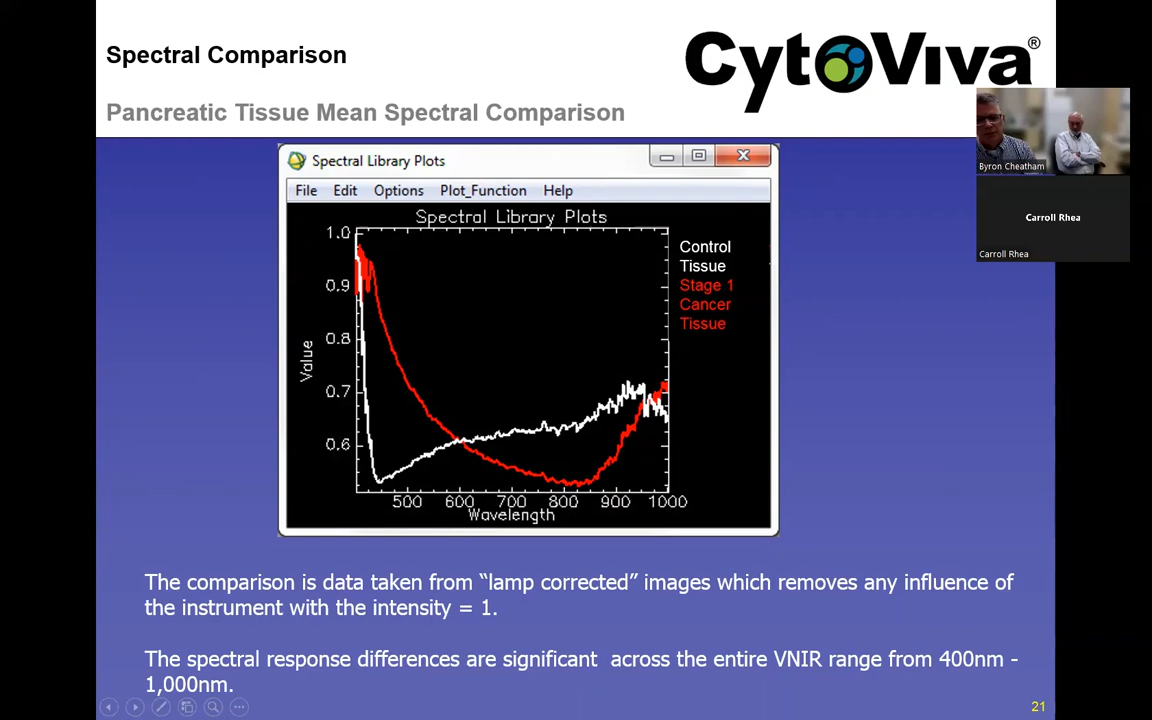 Spectral Comparison
CytoViva®
Pancreatic Tissue Mean Spectral Comparison
Byron Cheatham
Carroll Rhea
Carroll Rhea
Spectral Library Plots
File Edit Options Plot_Function Help
Spectral Library Plots
1.0
0.9
0.8
0.7
0.6
Value
500 600 700 800 900 1000
Wavelength
Control
Tissue
Stage 1
Cancer
Tissue
The comparison is data taken from “lamp corrected” images which removes any influence of
the instrument with the intensity = 1.
The spectral response differences are significant across the entire VNIR range from 400nm -
1,000nm.
21